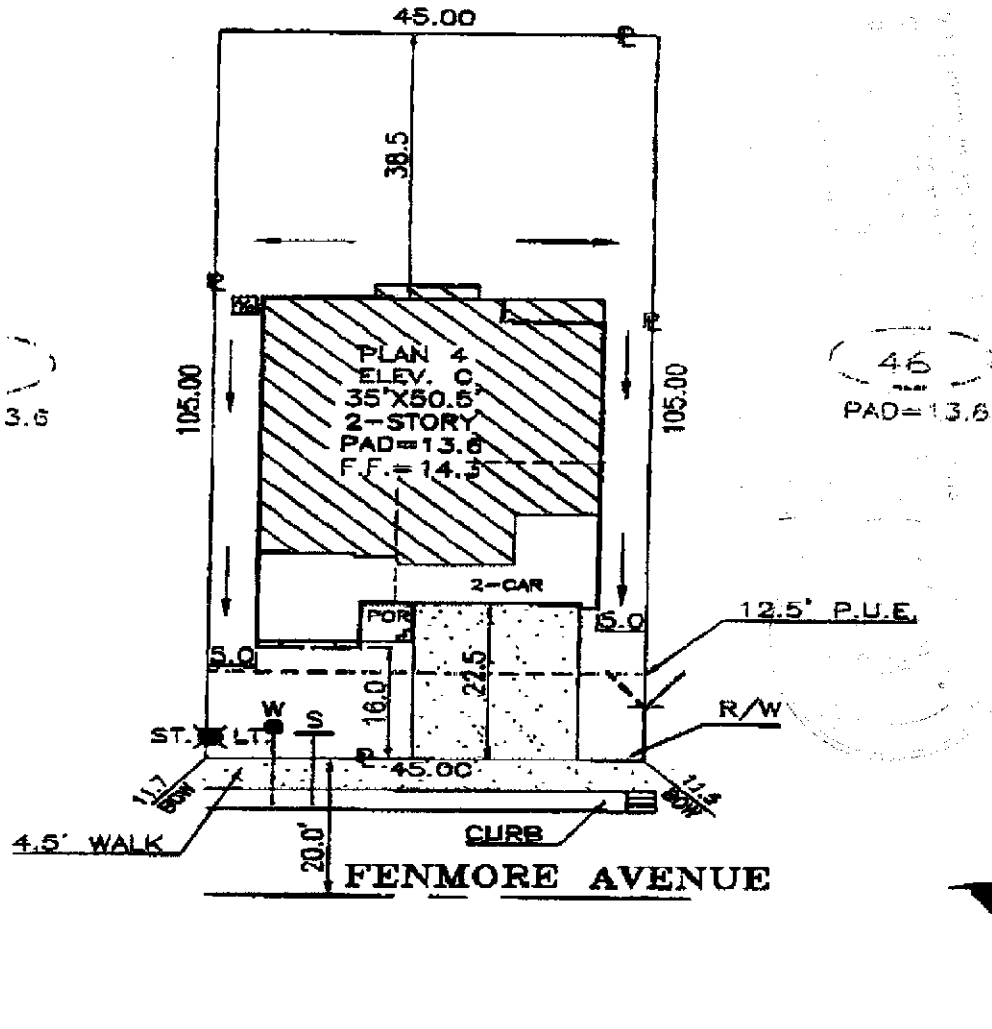 45.00
38.5
105.00
PLAN 4
ELEV. C
35'X50.5'
2-STORY
PAD=13.6
F.F.=14.3
105.00
3.6
46
PAD=13.6
2-CAR
POR
5.0
5.0
12.5' P.U.E.
16.0
22.5
W
S
R/W
ST. LT.
45.00
11.7
BOW
BOW
4.5' WALK
20.0'
CURB
FENMORE AVENUE